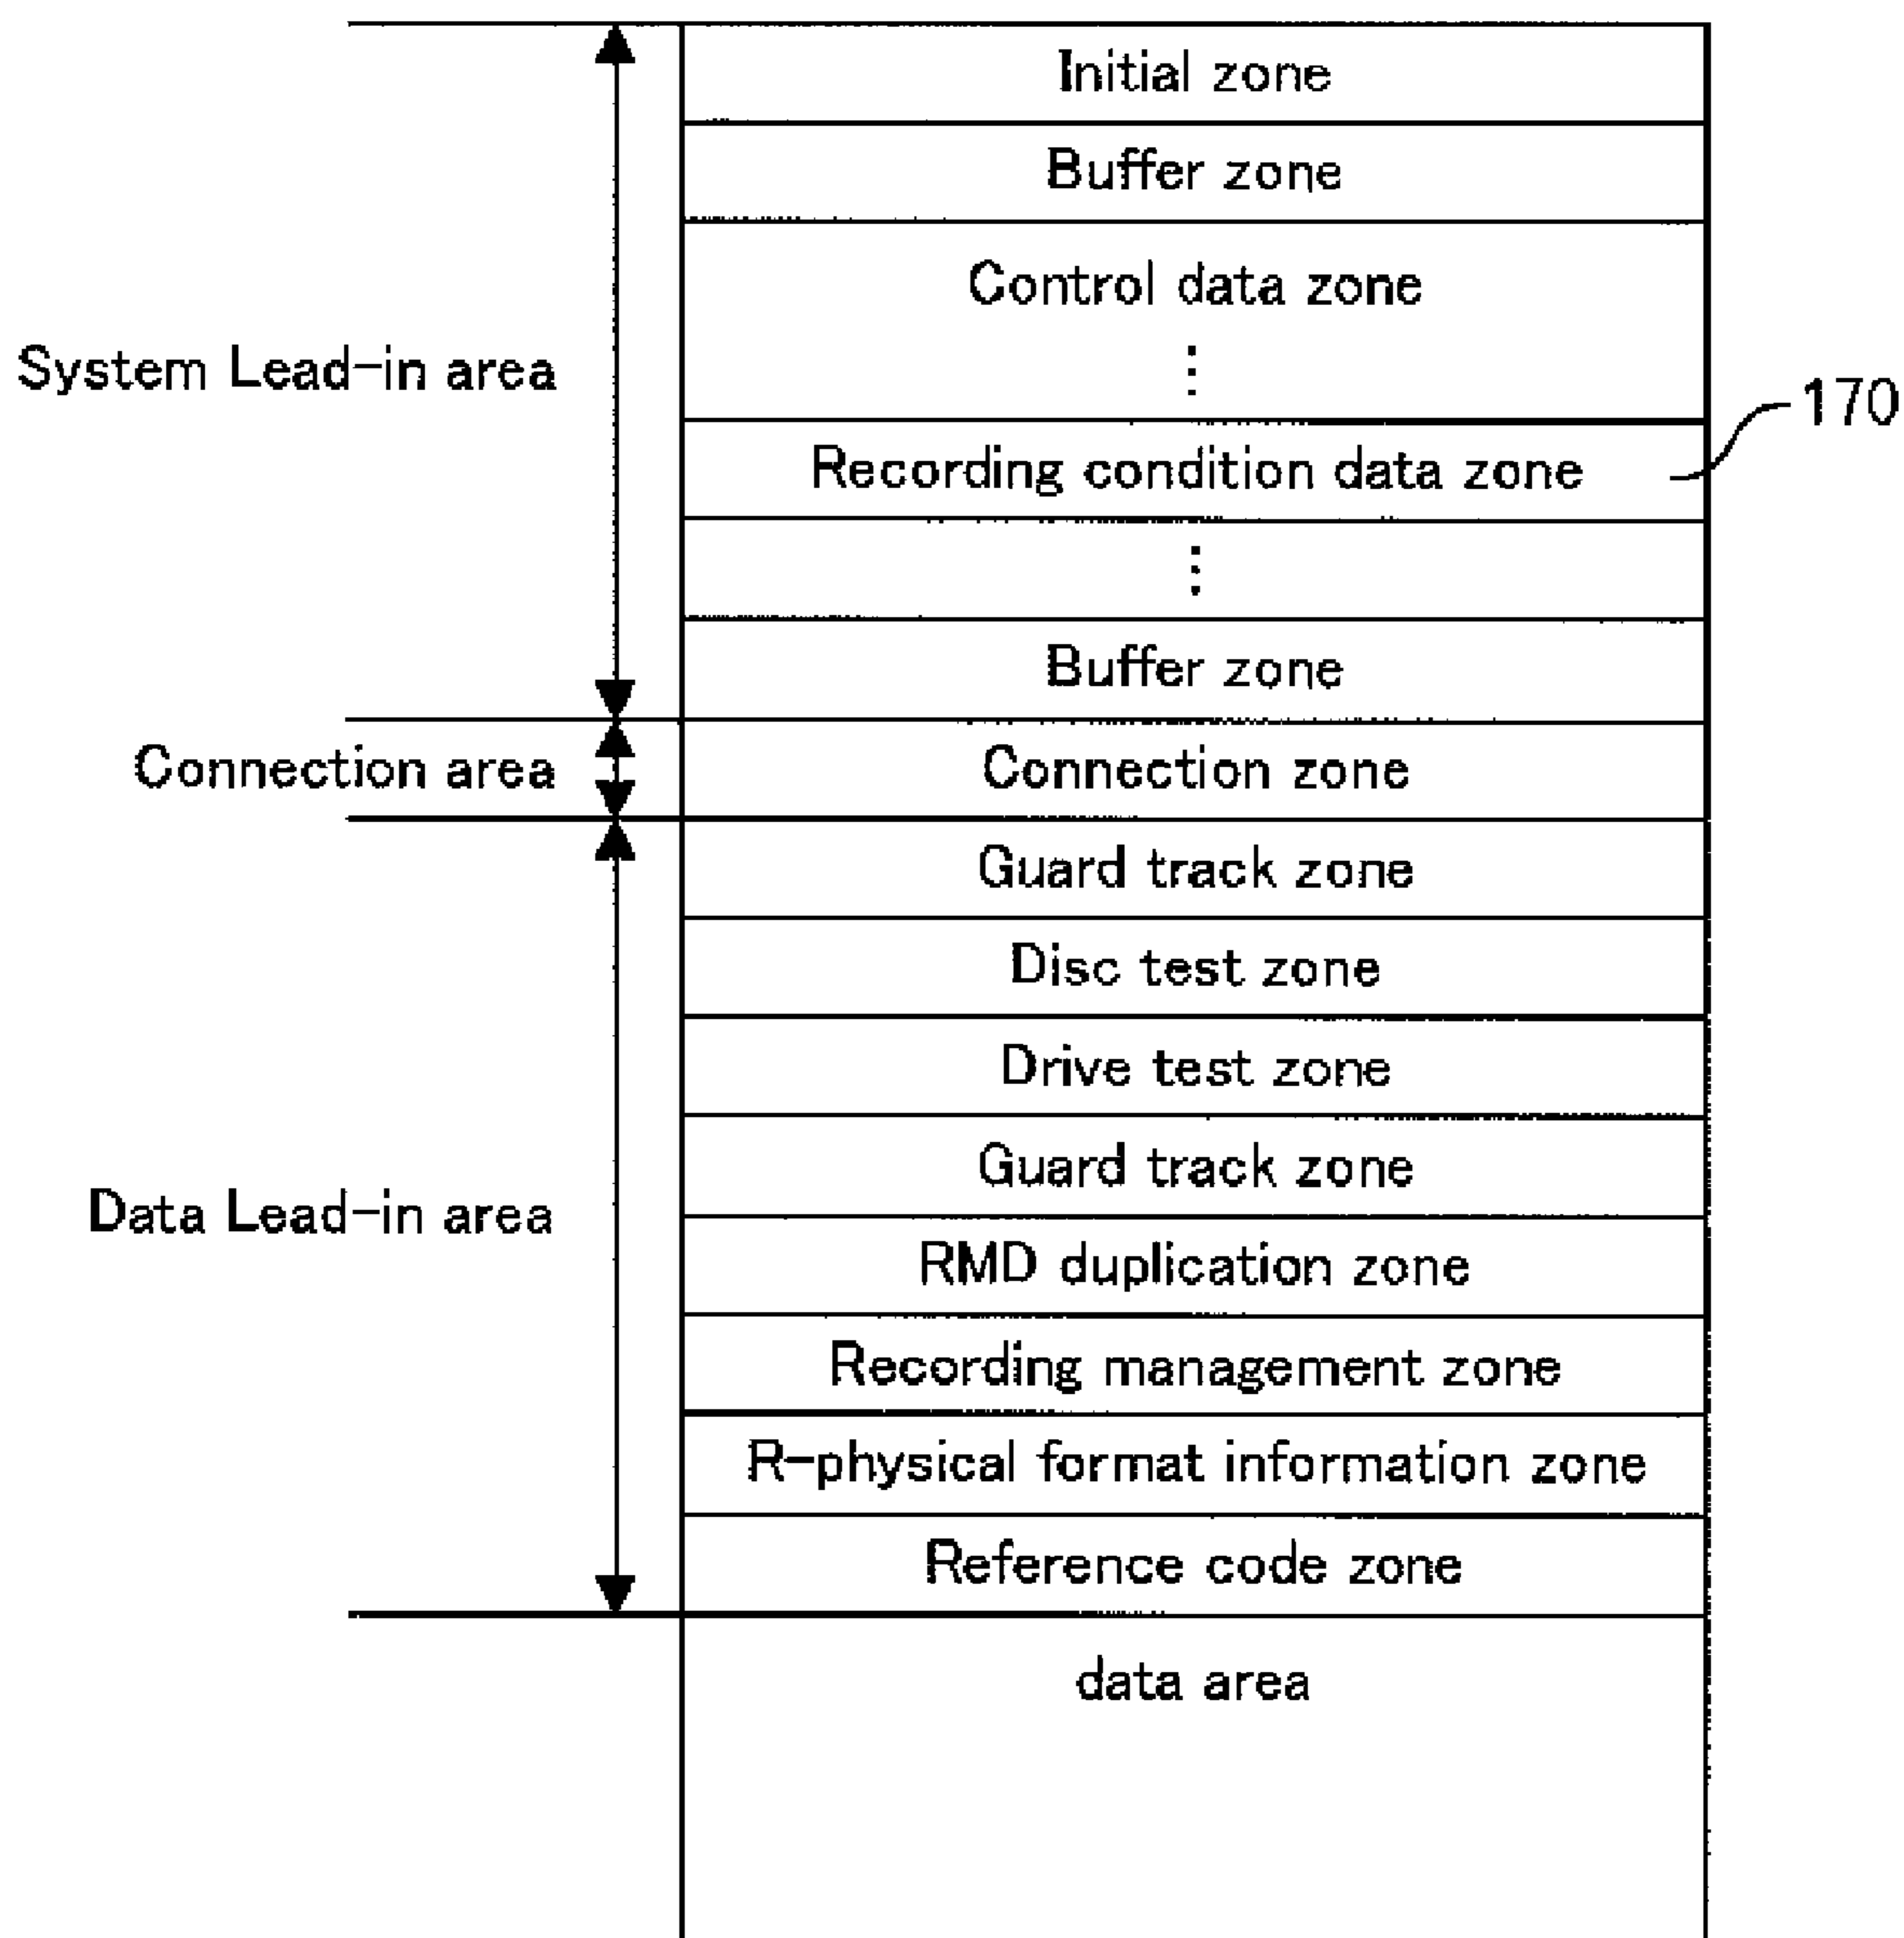 Initial zone
Buffer zone
Control data zone
⋮
System Lead-in area
170
Recording condition data zone
⋮
Buffer zone
Connection area
Connection zone
Guard track zone
Disc test zone
Drive test zone
Guard track zone
Data Lead-in area
RMD duplication zone
Recording management zone
R-physical format information zone
Reference code zone
data area